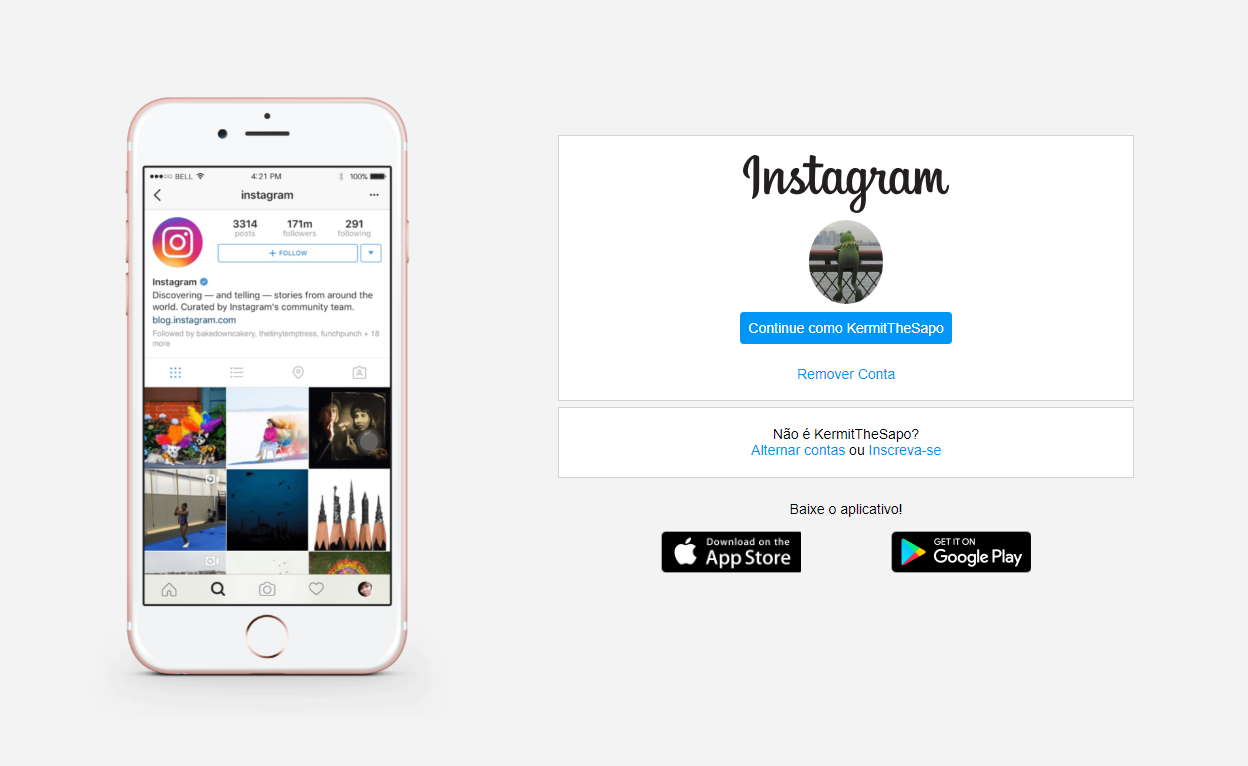 ●●●○○ BELL 4:21 PM 100%
instagram
3314 171m 291
posts followers following
+ FOLLOW
Instagram
Discovering — and telling — stories from around the
world. Curated by Instagram's community team.
blog.instagram.com
Followed by bakedowncakery, thetinytemptress, funchpunch + 18
more
Instagram
Continue como KermitTheSapo
Remover Conta
Não é KermitTheSapo?
Alternar contas ou Inscreva-se
Baixe o aplicativo!
Download on the
App Store
GET IT ON
Google Play